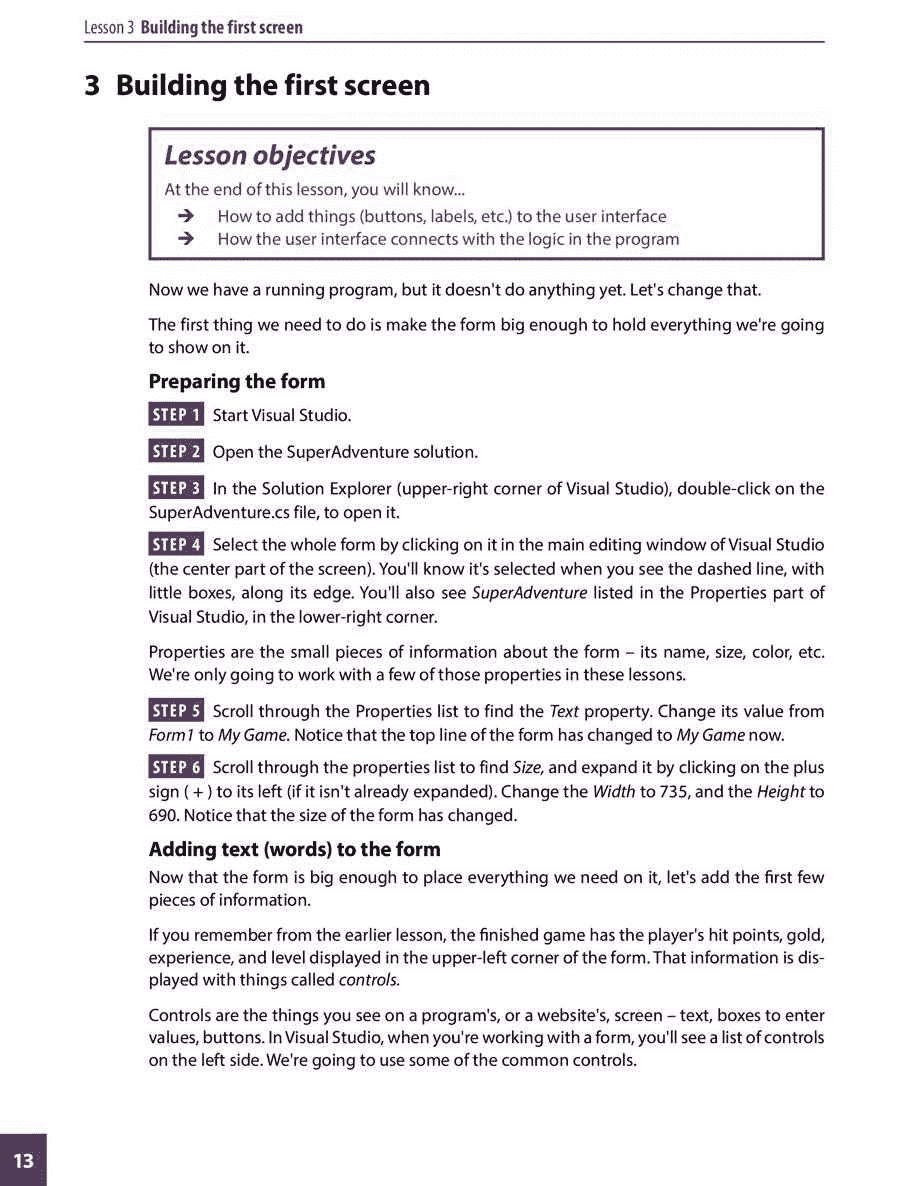 Lesson 3 Building the first screen
3 Building the first screen
Lesson objectives
At the end of this lesson, you will know...
➔ How to add things (buttons, labels, etc.) to the user interface
➔ How the user interface connects with the logic in the program
Now we have a running program, but it doesn't do anything yet. Let's change that.
The first thing we need to do is make the form big enough to hold everything we're going
to show on it.
Preparing the form
STEP 1 Start Visual Studio.
STEP 2 Open the SuperAdventure solution.
STEP 3 In the Solution Explorer (upper-right corner of Visual Studio), double-click on the
SuperAdventure.cs file, to open it.
STEP 4 Select the whole form by clicking on it in the main editing window of Visual Studio
(the center part of the screen). You'll know it's selected when you see the dashed line, with
little boxes, along its edge. You'll also see SuperAdventure listed in the Properties part of
Visual Studio, in the lower-right corner.
Properties are the small pieces of information about the form – its name, size, color, etc.
We're only going to work with a few of those properties in these lessons.
STEP 5 Scroll through the Properties list to find the Text property. Change its value from
Form1 to My Game. Notice that the top line of the form has changed to My Game now.
STEP 6 Scroll through the properties list to find Size, and expand it by clicking on the plus
sign ( + ) to its left (if it isn't already expanded). Change the Width to 735, and the Height to
690. Notice that the size of the form has changed.
Adding text (words) to the form
Now that the form is big enough to place everything we need on it, let's add the first few
pieces of information.
If you remember from the earlier lesson, the finished game has the player's hit points, gold,
experience, and level displayed in the upper-left corner of the form. That information is dis-
played with things called controls.
Controls are the things you see on a program's, or a website's, screen – text, boxes to enter
values, buttons. In Visual Studio, when you're working with a form, you'll see a list of controls
on the left side. We're going to use some of the common controls.
13